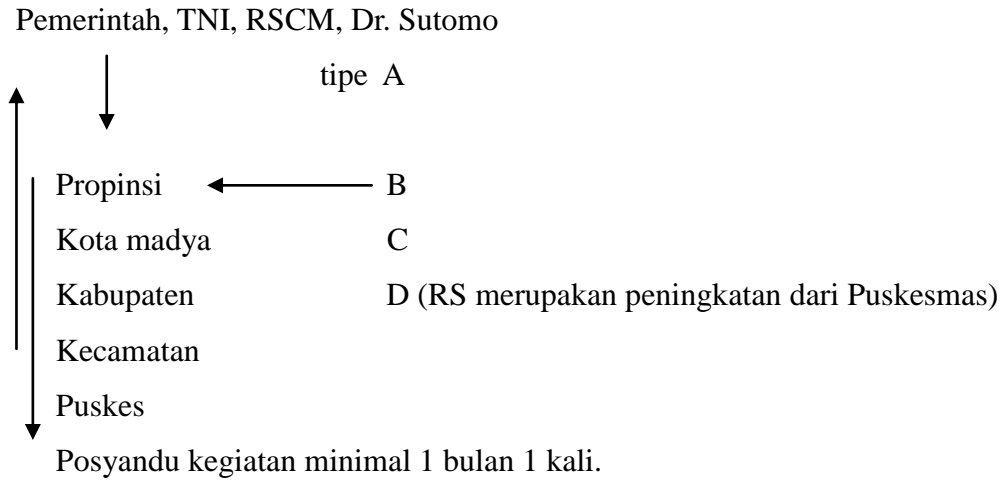 Pemerintah, TNI, RSCM, Dr. Sutomo
tipe A
Propinsi B
Kota madya C
Kabupaten D (RS merupakan peningkatan dari Puskesmas)
Kecamatan
Puskes
Posyandu kegiatan minimal 1 bulan 1 kali.